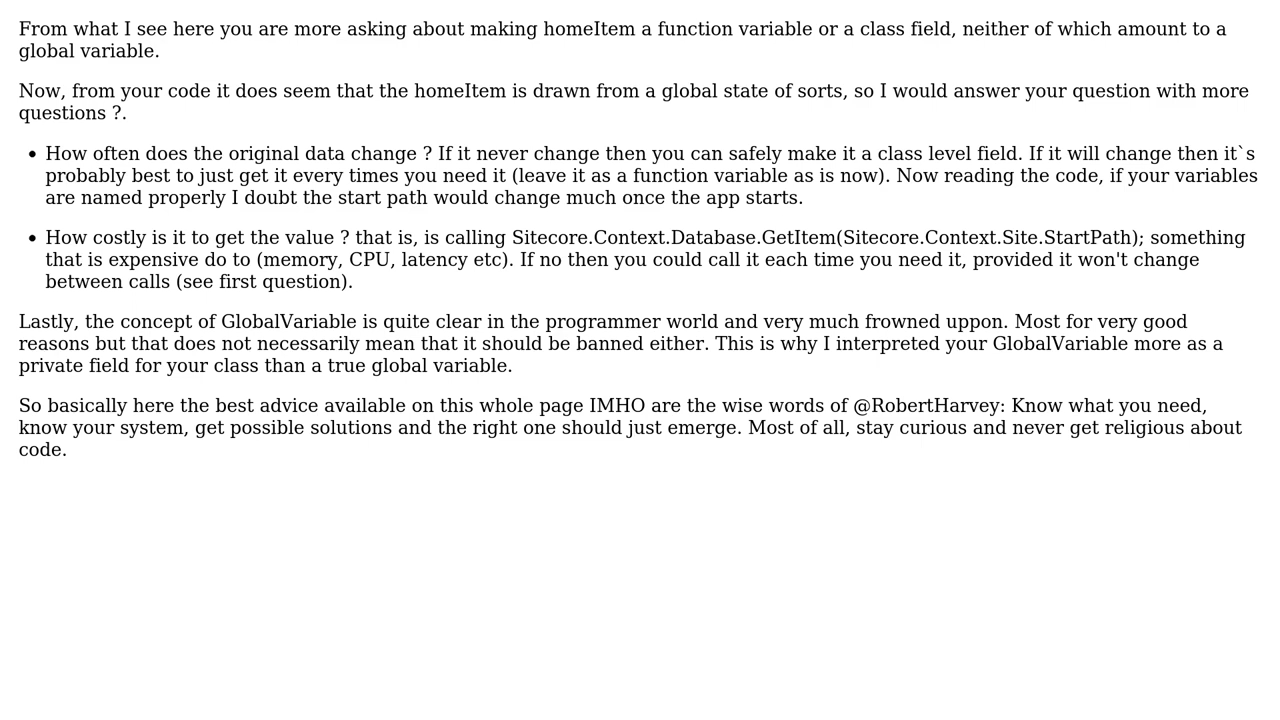 From what I see here you are more asking about making homeItem a function variable or a class field, neither of which amount to a
global variable.
Now, from your code it does seem that the homeItem is drawn from a global state of sorts, so I would answer your question with more
questions ?.
• How often does the original data change ? If it never change then you can safely make it a class level field. If it will change then it`s
probably best to just get it every times you need it (leave it as a function variable as is now). Now reading the code, if your variables
are named properly I doubt the start path would change much once the app starts.
• How costly is it to get the value ? that is, is calling Sitecore.Context.Database.GetItem(Sitecore.Context.Site.StartPath); something
that is expensive do to (memory, CPU, latency etc). If no then you could call it each time you need it, provided it won't change
between calls (see first question).
Lastly, the concept of GlobalVariable is quite clear in the programmer world and very much frowned uppon. Most for very good
reasons but that does not necessarily mean that it should be banned either. This is why I interpreted your GlobalVariable more as a
private field for your class than a true global variable.
So basically here the best advice available on this whole page IMHO are the wise words of @RobertHarvey: Know what you need,
know your system, get possible solutions and the right one should just emerge. Most of all, stay curious and never get religious about
code.